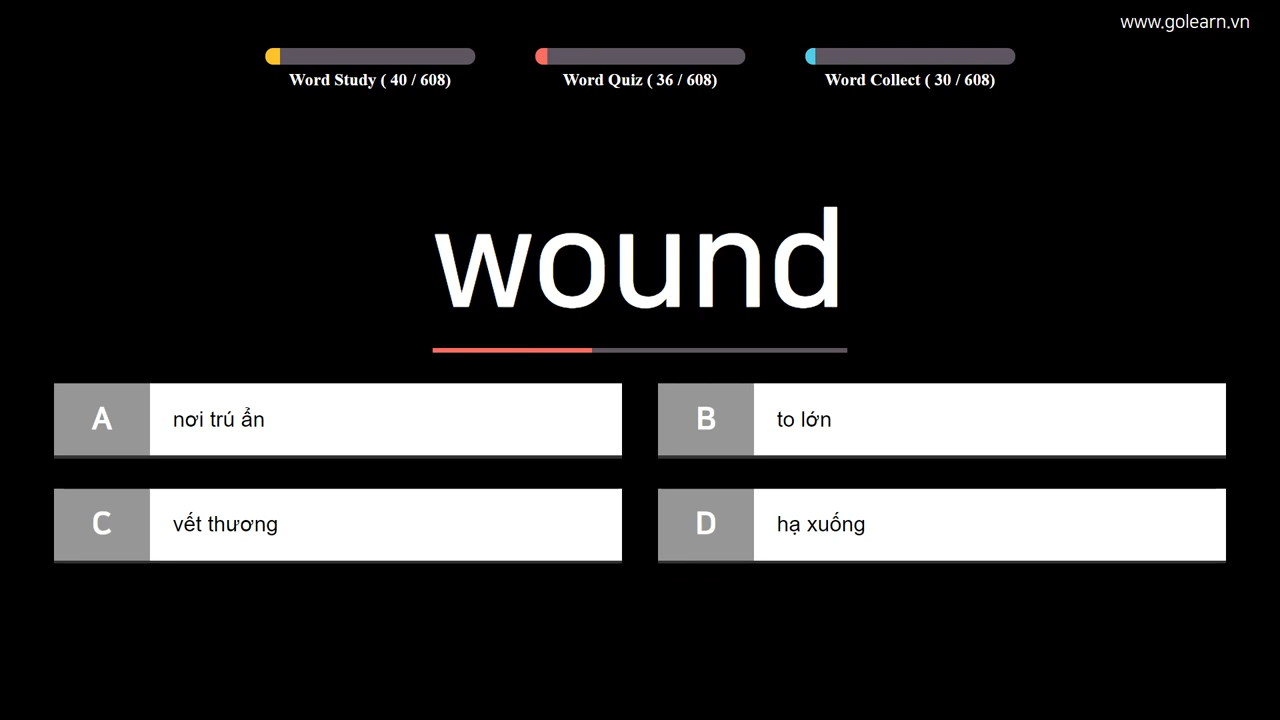 www.golearn.vn
Word Study ( 40 / 608)
Word Quiz ( 36 / 608)
Word Collect ( 30 / 608)
wound
A nơi trú ẩn
B to lớn
C vết thương
D hạ xuống